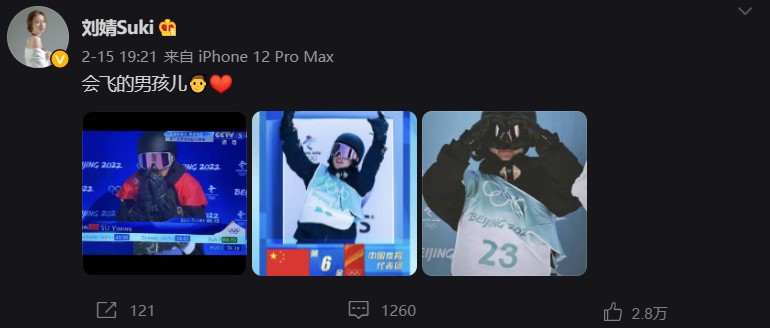 刘婧Suki
2-15 19:21 来自 iPhone 12 Pro Max
会飞的男孩儿
CCTV 5
BEIJING 2022
SU YIMING
第6
中国体育
代表团
BEIJING 2022
23
121
1260
2.8万